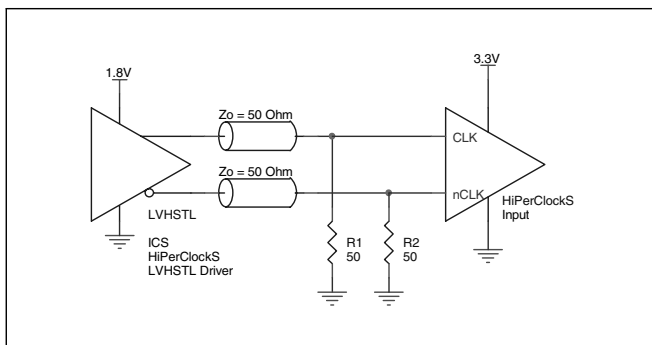 1.8V
3.3V
Zo = 50 Ohm
CLK
Zo = 50 Ohm
nCLK
HiPerClockS
Input
LVHSTL
ICS
HiPerClockS
LVHSTL Driver
R1
50
R2
50